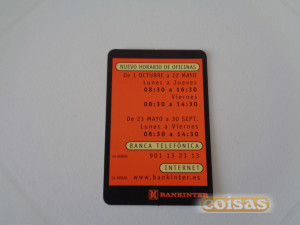 NUEVO HORARIO DE OFICINAS
De 1 OCTUBRE a 22 MAYO
Lunes a Jueves
08:30 a 16:30
Viernes
08:30 a 14:30
De 23 MAYO a 30 SEPT.
Lunes a Viernes
08:30 a 14:30
BANCA TELEFÓNICA
901 13 23 13
INTERNET
www.bankinter.es
BANKINTER
coisas